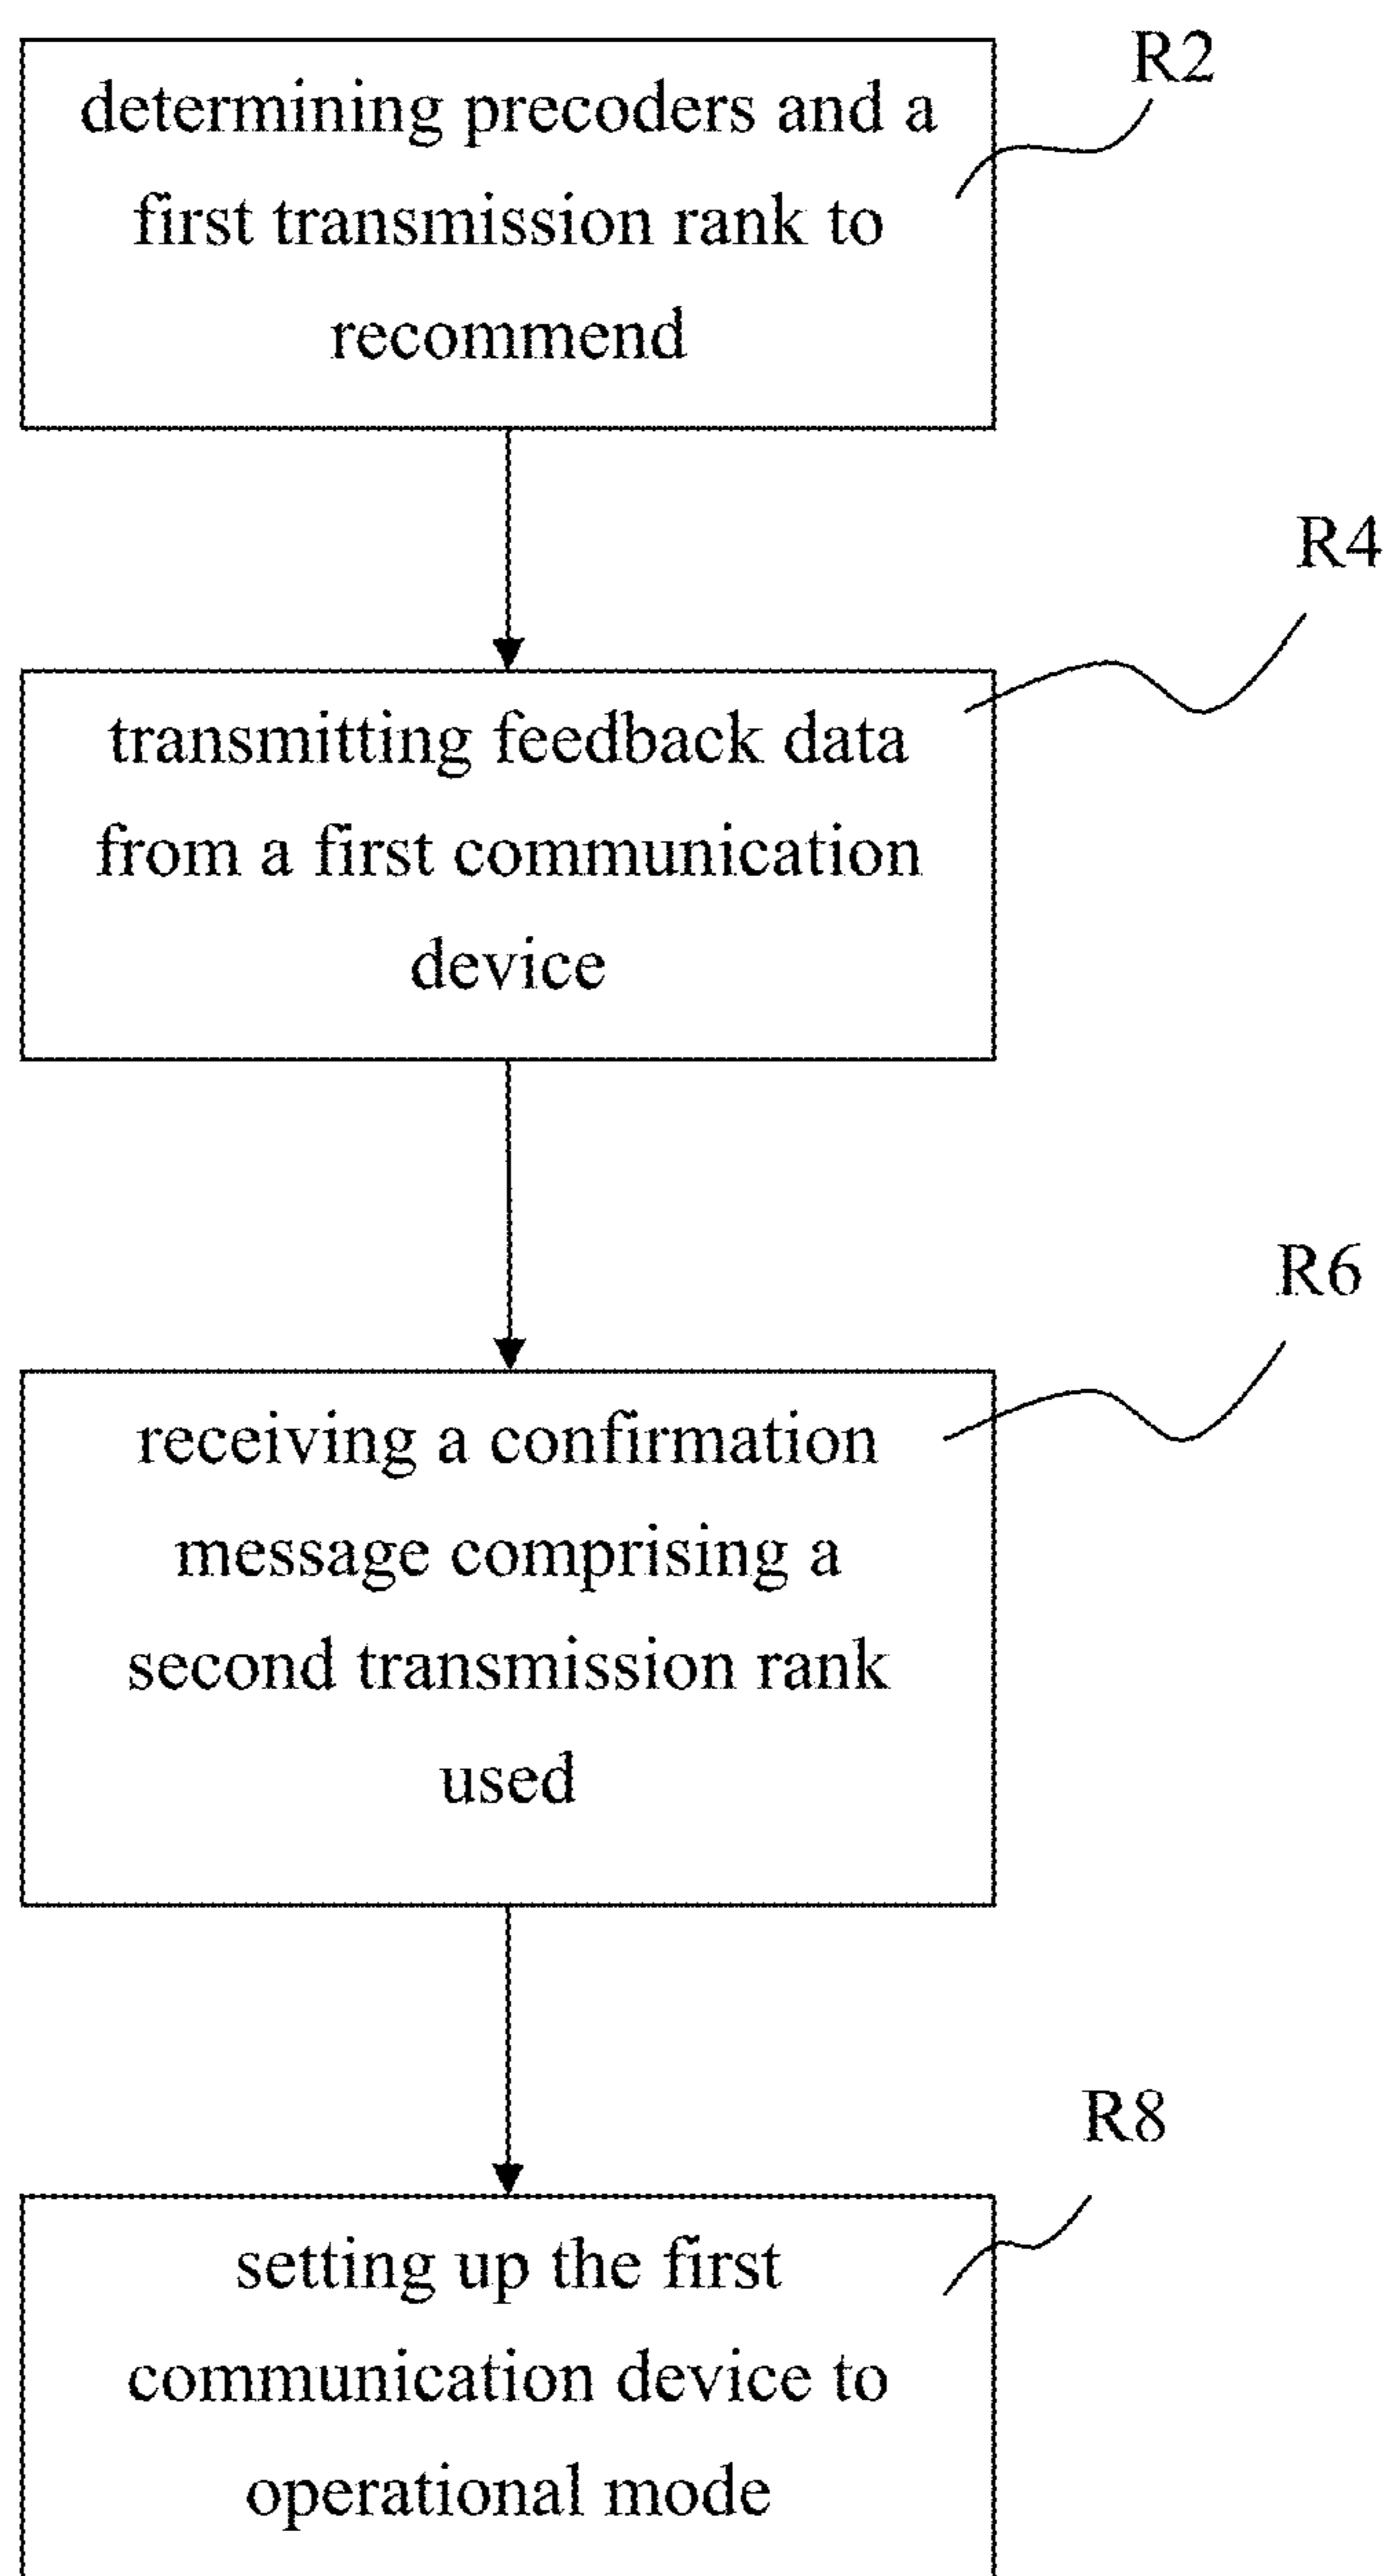 R2
determining precoders and a
first transmission rank to
recommend
R4
transmitting feedback data
from a first communication
device
R6
receiving a confirmation
message comprising a
second transmission rank
used
R8
setting up the first
communication device to
operational mode